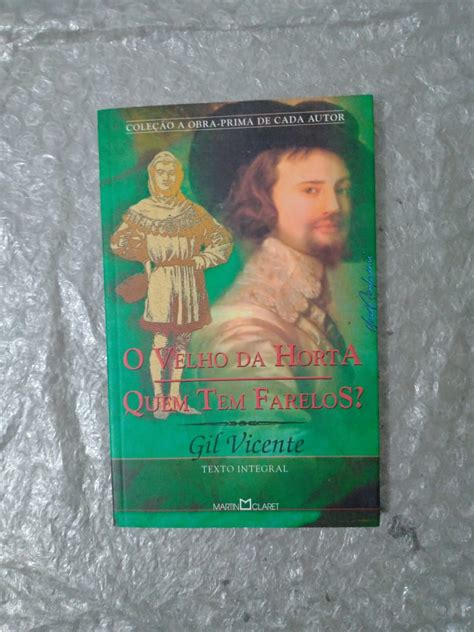 COLEÇÃO A OBRA-PRIMA DE CADA AUTOR
O VELHO DA HORTA
QUEM TEM FARELOS?
Gil Vicente
TEXTO INTEGRAL
MARTIN CLARET